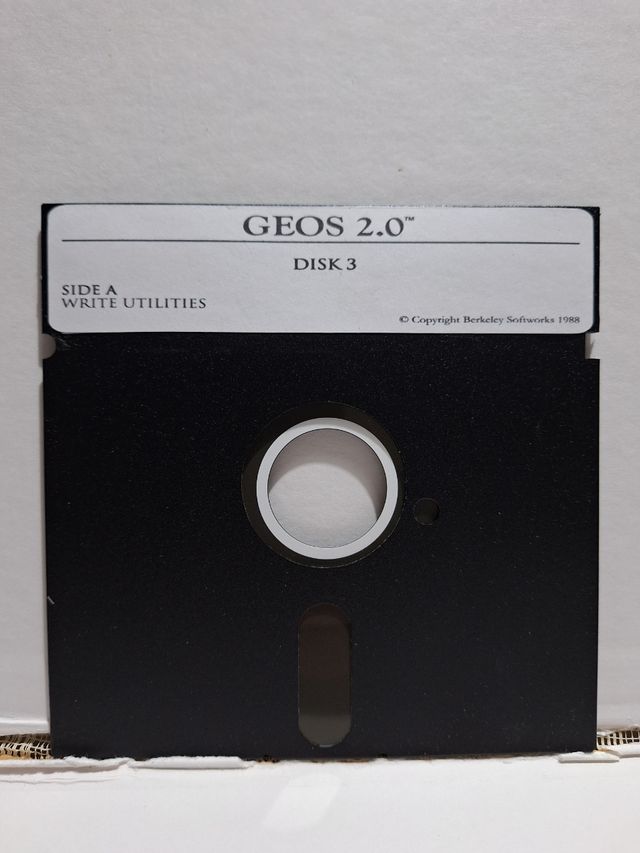 GEOS 2.0™
DISK 3
SIDE A
WRITE UTILITIES
© Copyright Berkeley Softworks 1988